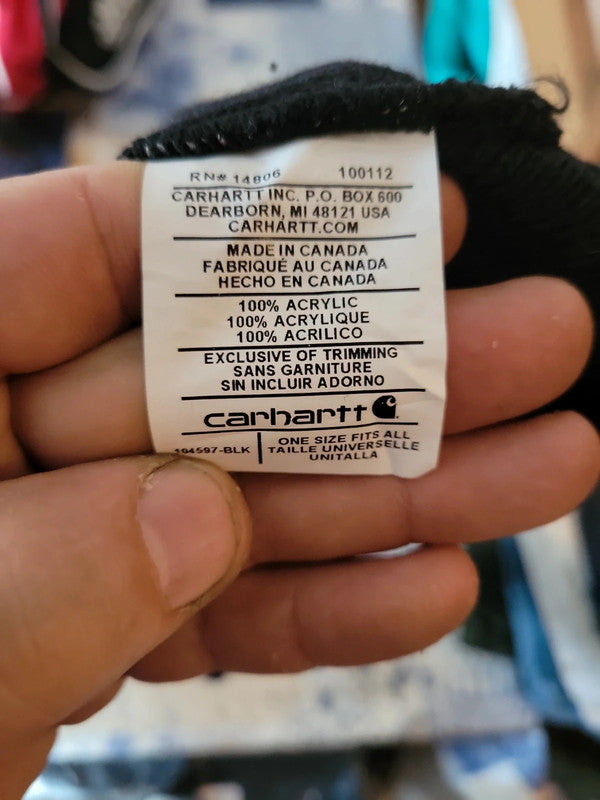 RN# 14806 100112
CARHARTT INC. P.O. BOX 600
DEARBORN, MI 48121 USA
CARHARTT.COM
MADE IN CANADA
FABRIQUÉ AU CANADA
HECHO EN CANADA
100% ACRYLIC
100% ACRYLIQUE
100% ACRILICO
EXCLUSIVE OF TRIMMING
SANS GARNITURE
SIN INCLUIR ADORNO
carhartt
104597-BLK
ONE SIZE FITS ALL
TAILLE UNIVERSELLE
UNITALLA